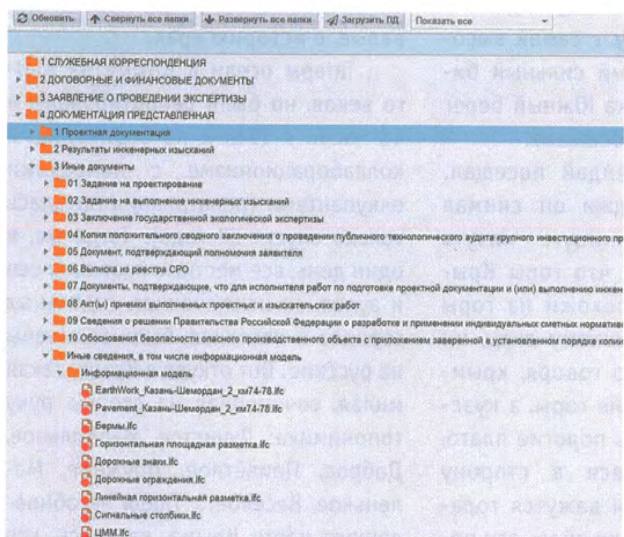 Обновить Свернуть все папки Развернуть все папки Загрузить ПД Показать все
1 СЛУЖЕБНАЯ КОРРЕСПОНДЕНЦИЯ
2 ДОГОВОРНЫЕ И ФИНАНСОВЫЕ ДОКУМЕНТЫ
3 ЗАЯВЛЕНИЕ О ПРОВЕДЕНИИ ЭКСПЕРТИЗЫ
4 ДОКУМЕНТАЦИЯ ПРЕДСТАВЛЕННАЯ
1 Проектная документация
2 Результаты инженерных изысканий
3 Иные документы
01 Задание на проектирование
02 Задание на выполнение инженерных изысканий
03 Заключение государственной экологической экспертизы
04 Копия положительного сводного заключения о проведении публичного технологического аудита крупного инвестиционного пр
05 Документ, подтверждающий полномочия заявителя
06 Выписка из реестра СРО
07 Документы, подтверждающие, что для исполнителя работ по подготовке проектной документации и (или) выполнению инжен
08 Акт(ы) приемки выполненных проектных и изыскательских работ
09 Сведения о решении Правительства Российской Федерации о разработке и применении индивидуальных сметных норматив
10 Обоснования безопасности опасного производственного объекта с приложением заверенной в установленном порядке копии
Иные сведения, в том числе информационная модель
Информационная модель
EarthWork_Казань-Шемордан_2_км74-78.ifc
Pavement_Казань-Шемордан_2_км74-78.ifc
Бермы.ifc
Горизонтальная площадная разметка.ifc
Дорожные знаки.ifc
Дорожные ограждения.ifc
Линейная горизонтальная разметка.ifc
Сигнальные столбики.ifc
ЦММ.ifc